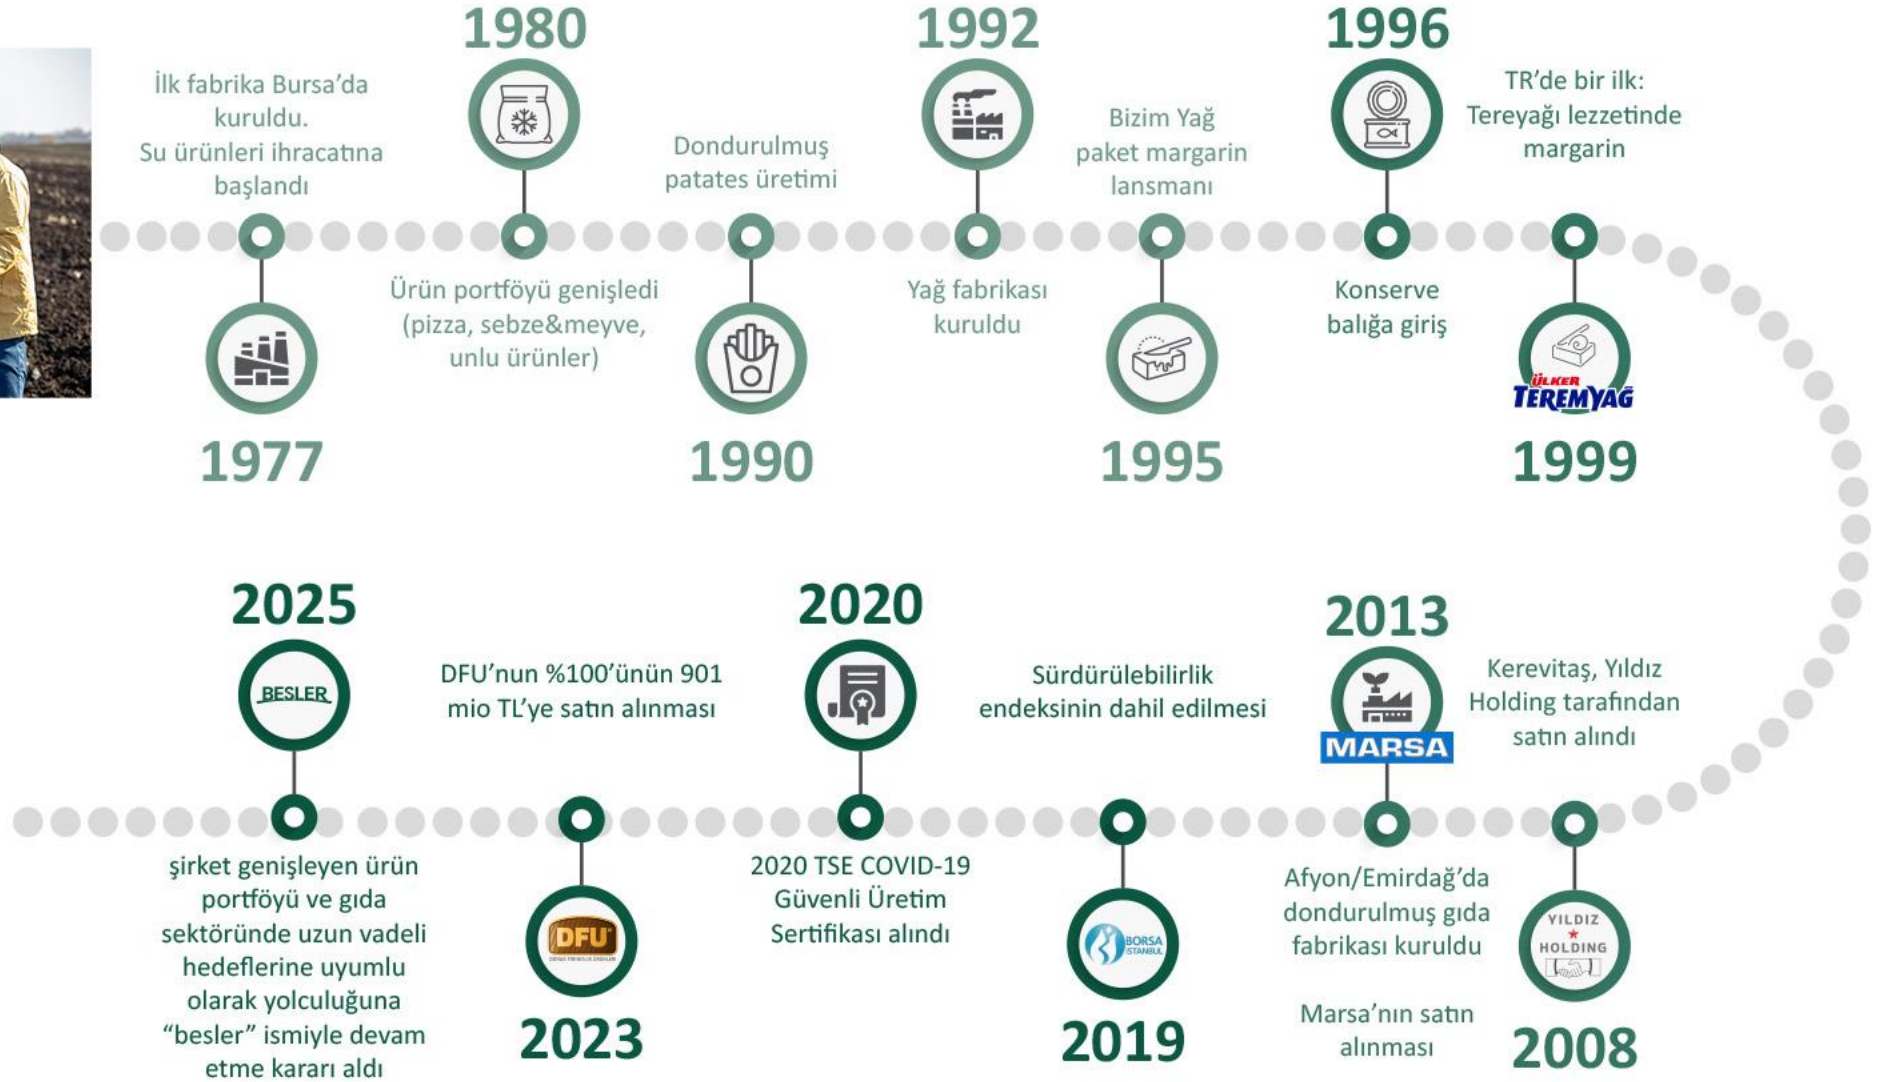 1977
İlk fabrika Bursa'da
kuruldu.
Su ürünleri ihracatına
başlandı
1980
Ürün portföyü genişledi
(pizza, sebze&meyve,
unlu ürünler)
1990
Dondurulmuş
patates üretimi
1992
Yağ fabrikası
kuruldu
1995
Bizim Yağ
paket margarin
lansmanı
1996
Konserve
balığa giriş
1999
TR'de bir ilk:
Tereyağı lezzetinde
margarin
ÜLKER
TEREMYAĞ
2008
Kerevitaş, Yıldız
Holding tarafından
satın alındı
YILDIZ
HOLDING
2013
MARSA
Afyon/Emirdağ'da
dondurulmuş gıda
fabrikası kuruldu
Marsa'nın satın
alınması
2019
Sürdürülebilirlik
endeksinin dahil edilmesi
BORSA
İSTANBUL
2020
2020 TSE COVID-19
Güvenli Üretim
Sertifikası alındı
2023
DFU'nun %100'ünün 901
mio TL'ye satın alınması
DFU
2025
BESLER
şirket genişleyen ürün
portföyü ve gıda
sektöründe uzun vadeli
hedeflerine uyumlu
olarak yolculuğuna
“besler” ismiyle devam
etme kararı aldı